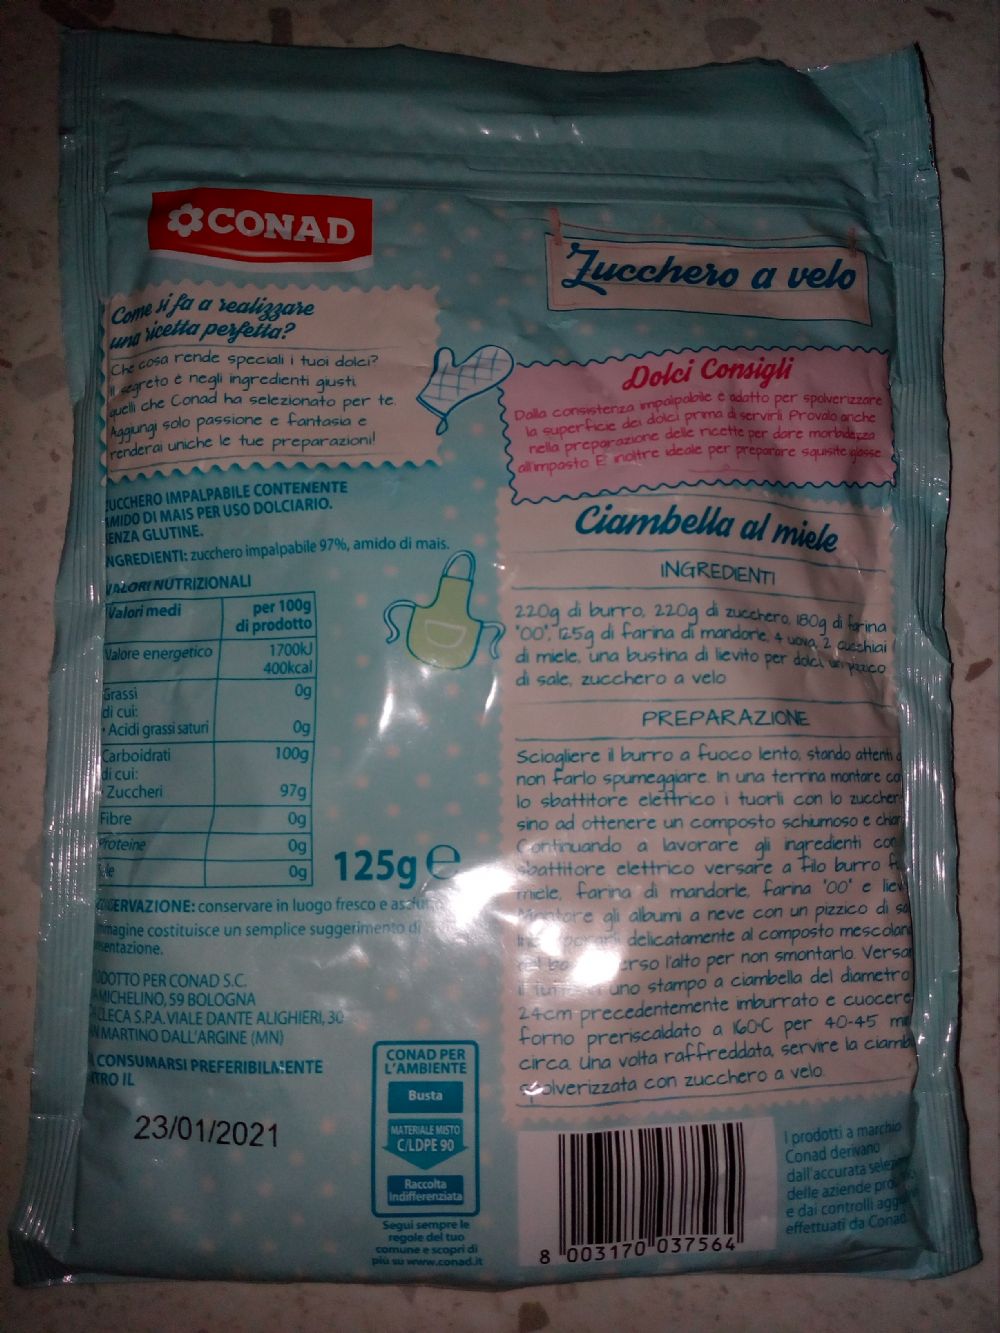 CONAD
Zucchero a velo
Come si fa a realizzare
una ricetta perfetta?
Che cosa rende speciali i tuoi dolci?
Il segreto è negli ingredienti giusti
quelli che Conad ha selezionato per te.
Aggiungi solo passione e fantasia e
renderai uniche le tue preparazioni!
Dolci Consigli
Dalla consistenza impalpabile è adatto per spolverizzare
la superficie dei dolci prima di servirli Provalo anche
nella preparazione delle ricette per dare morbidezza
all'impasto E' inoltre ideale per preparare squisite glasse
ZUCCHERO IMPALPABILE CONTENENTE
AMIDO DI MAIS PER USO DOLCIARIO.
SENZA GLUTINE.
INGREDIENTI: zucchero impalpabile 97%, amido di mais.
VALORI NUTRIZIONALI
Valori medi per 100g
di prodotto
Valore energetico 1700kJ
400kcal
Grassi 0g
di cui:
- Acidi grassi saturi 0g
Carboidrati 100g
di cui:
- Zuccheri 97g
Fibre 0g
Proteine 0g
Sale 0g
125g e
CONSERVAZIONE: conservare in luogo fresco e asciutto
immagine costituisce un semplice suggerimento di
presentazione.
PRODOTTO PER CONAD S.C.
MICHELINO, 59 BOLOGNA
CLECA S.P.A. VIALE DANTE ALIGHIERI, 30
MARTINO DALL'ARGINE (MN)
DA CONSUMARSI PREFERIBILMENTE
ENTRO IL
23/01/2021
CONAD PER
L'AMBIENTE
Busta
MATERIALE MISTO
C/LDPE 90
Raccolta
Indifferenziata
Segui sempre le
regole del tuo
comune e scopri di
più su www.conad.it
Ciambella al miele
INGREDIENTI
220g di burro, 220g di zucchero, 180g di farina
"00", 125g di farina di mandorle, 4 uova, 2 cucchiai
di miele, una bustina di lievito per dolci, un pizzico
di sale, zucchero a velo
PREPARAZIONE
Sciogliere il burro a fuoco lento, stando attenti
non farlo spumeggiare. In una terrina montare
lo sbattitore elettrico i tuorli con lo zucchero
sino ad ottenere un composto schiumoso e
Continuando a lavorare gli ingredienti
sbattitore elettrico versare a filo burro
miele, farina di mandorle, farina "00" e
Montare gli albumi a neve con un pizzico di
delicatamente al composto
l'alto per non smontarlo.
uno stampo a ciambella del diametro
24cm precedentemente imburrato e cuocere
forno preriscaldato a 160°C per 40-45
circa. Una volta raffreddata, servire la
spolverizzata con zucchero a velo.
8 003170 037564
I prodotti a marchio
Conad derivano
dall'accurata
delle aziende
e dai controlli
effettuati da Conad